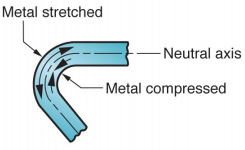 Metal stretched
Neutral axis
Metal compressed